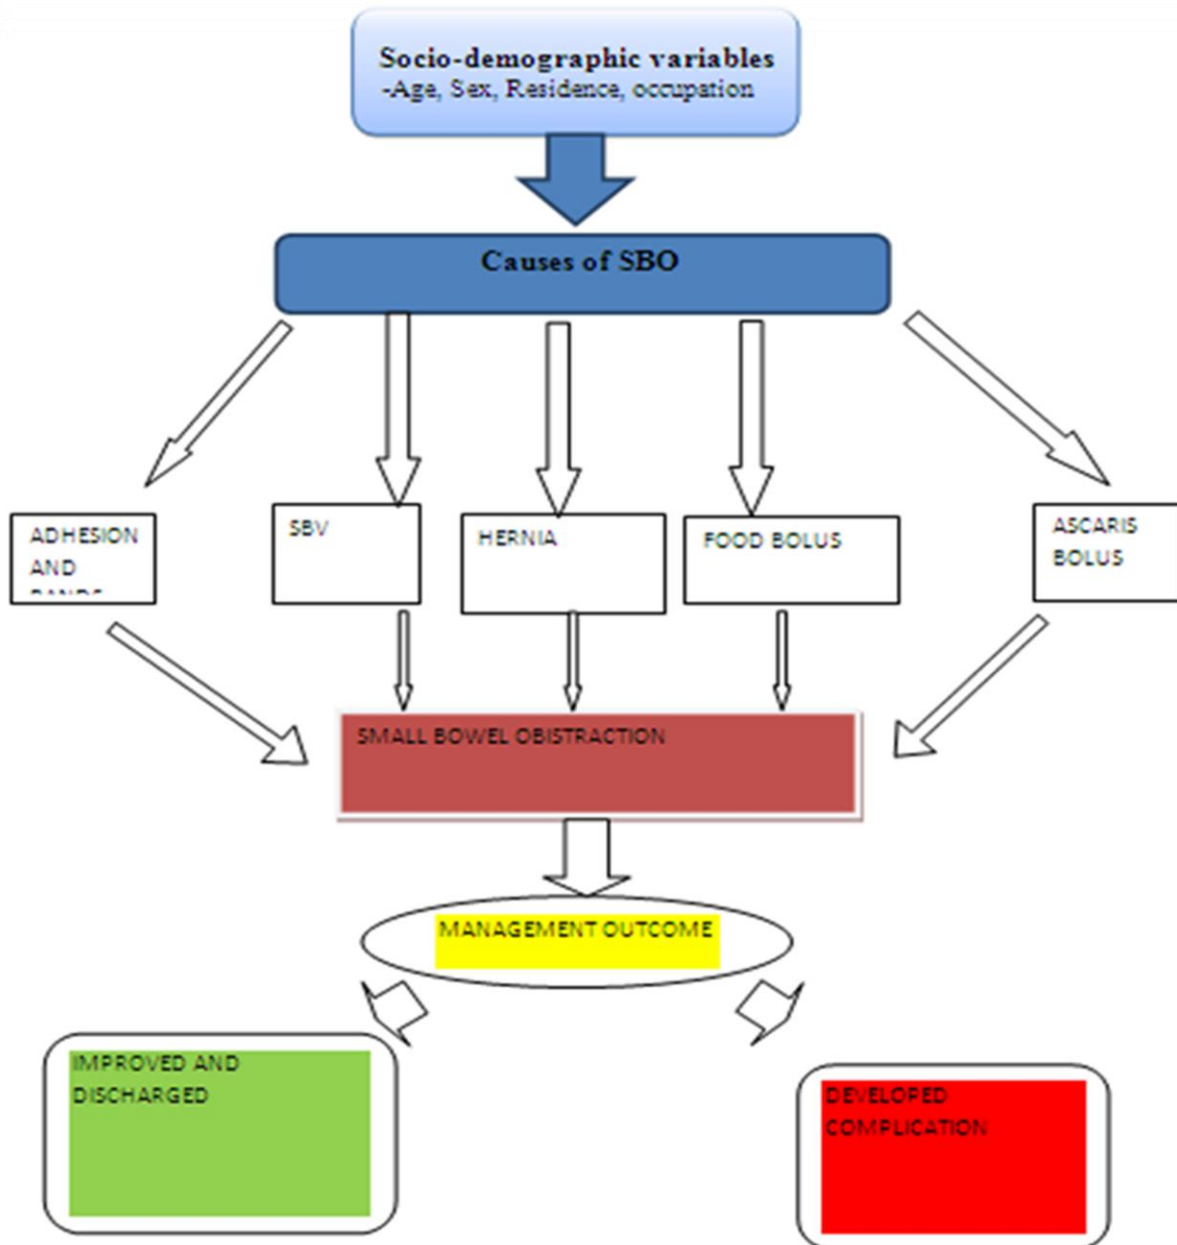 Socio-demographic variables
-Age, Sex, Residence, occupation
Causes of SBO
ADHESION
AND
SBV
HERNIA
FOOD BOLUS
ASCARIS
BOLUS
SMALL BOWEL OBISTRACTION
MANAGEMENT OUTCOME
IMPROVED AND
DISCHARGED
DEVELOPED
COMPLICATION